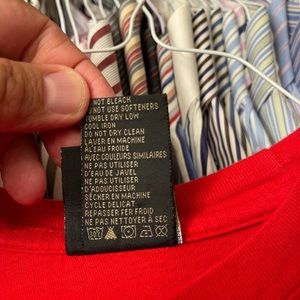 NOT BLEACH
NOT USE SOFTENERS
TUMBLE DRY LOW
COOL IRON
DO NOT DRY CLEAN
LAVER EN MACHINE
A L'EAU FROIDE
AVEC COULEURS SIMILAIRES
NE PAS UTILISER
D'EAU DE JAVEL
NE PAS UTILISER
D'ADOUCISSEUR
SÉCHER EN MACHINE
CYCLE DELICAT
REPASSER FER FROID
NE PAS NETTOYER A SEC